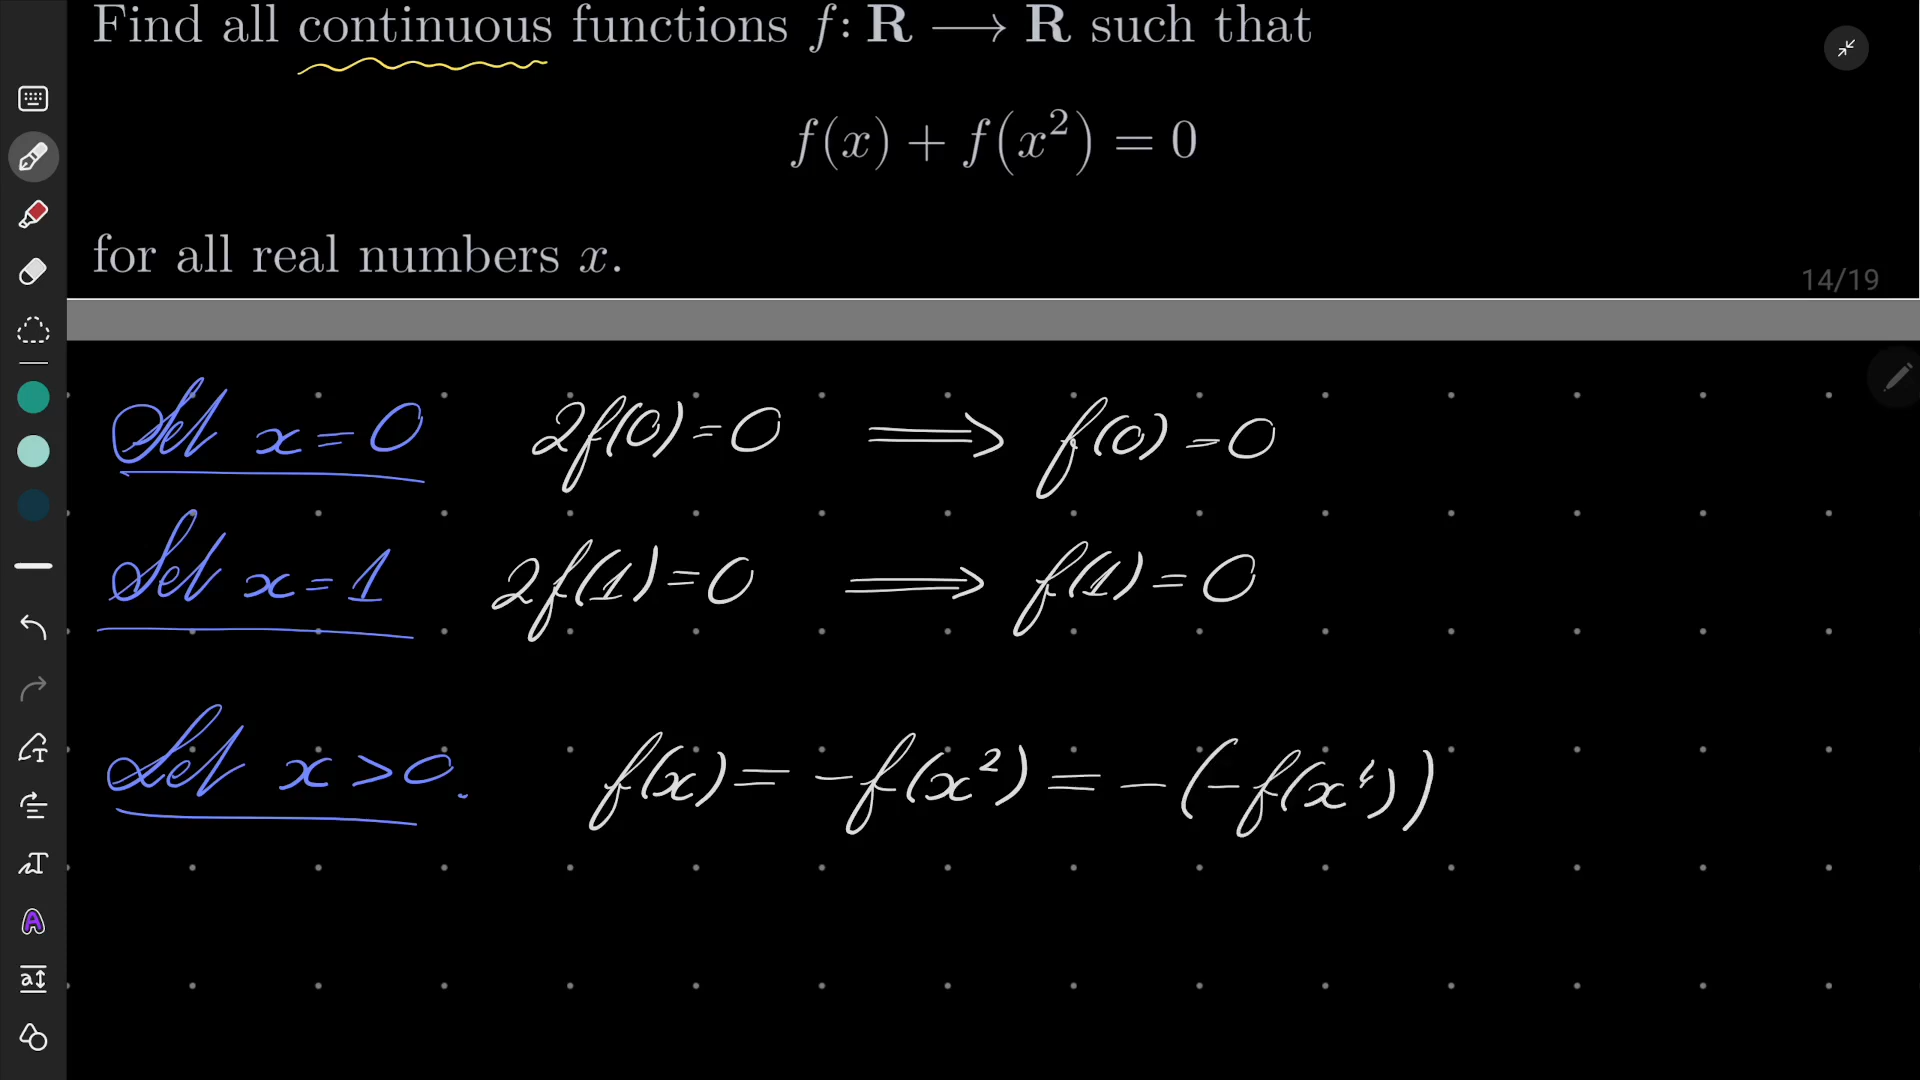 Find all continuous functions f: R ⟶ R such that
f(x) + f(x²) = 0
for all real numbers x.
14/19
Set x = 0 2f(0) = 0 ⟹ f(0) = 0
Set x = 1 2f(1) = 0 ⟹ f(1) = 0
Let x > 0. f(x) = -f(x²) = -(-f(x⁴))